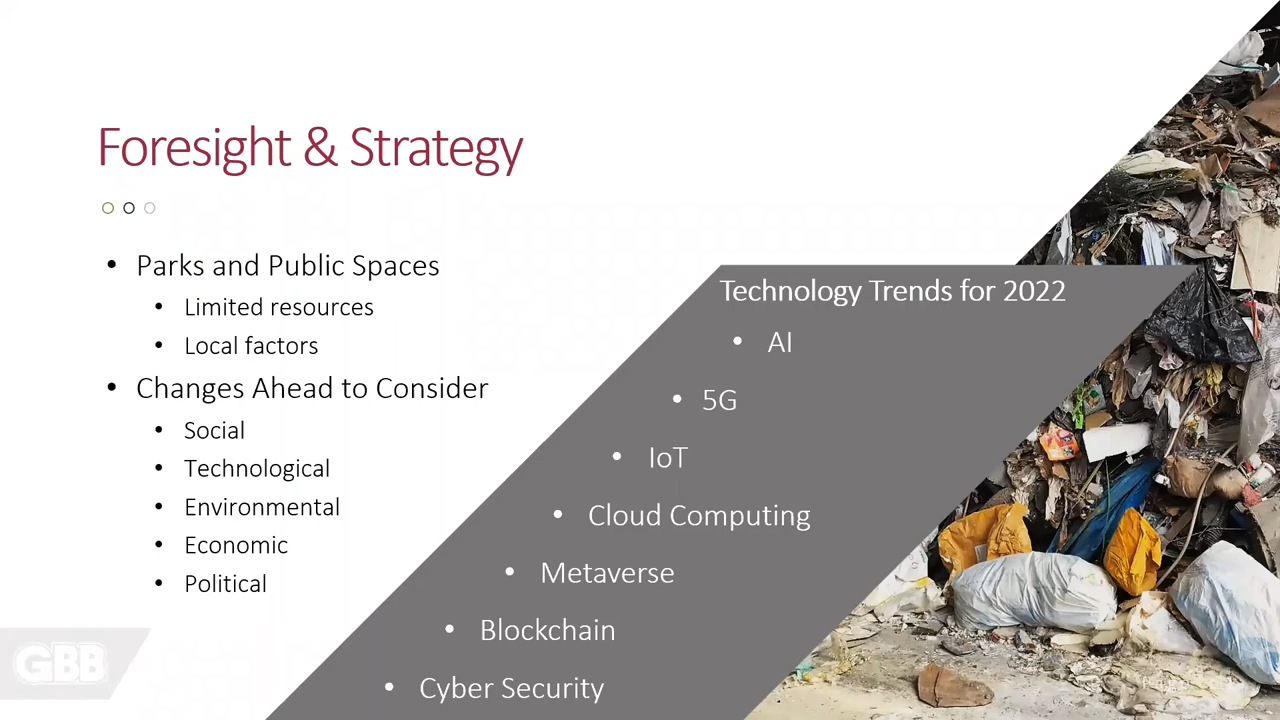 Foresight & Strategy
Parks and Public Spaces
Limited resources
Local factors
Changes Ahead to Consider
Social
Technological
Environmental
Economic
Political
Technology Trends for 2022
AI
5G
IoT
Cloud Computing
Metaverse
Blockchain
Cyber Security
GBB